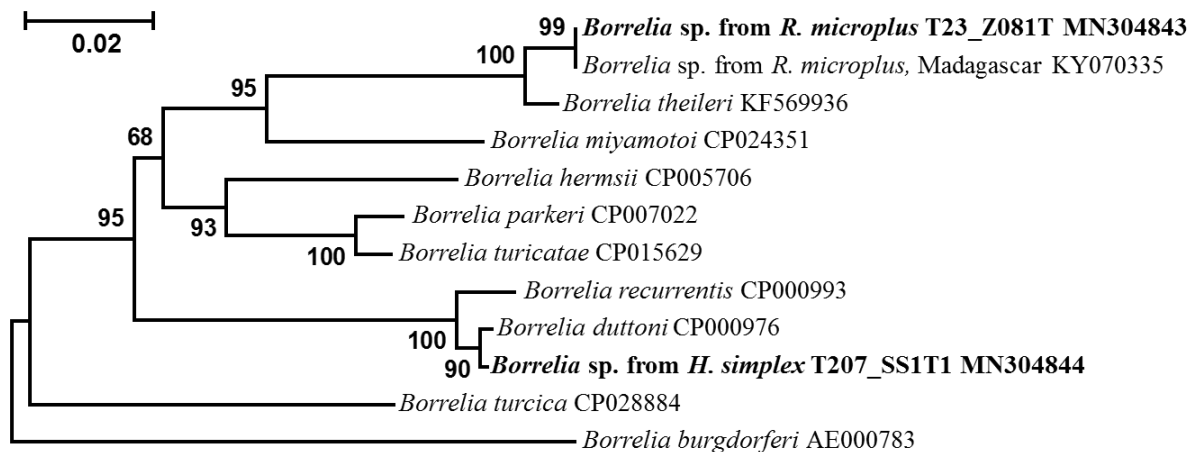 0.02
99
Borrelia sp. from R. microplus T23_Z081T MN304843
100
Borrelia sp. from R. microplus, Madagascar KY070335
95
Borrelia theileri KF569936
68
Borrelia miyamotoi CP024351
Borrelia hermsii CP005706
95
93
Borrelia parkeri CP007022
100
Borrelia turicatae CP015629
Borrelia recurrentis CP000993
100
Borrelia duttoni CP000976
90
Borrelia sp. from H. simplex T207_SS1T1 MN304844
Borrelia turcica CP028884
Borrelia burgdorferi AE000783